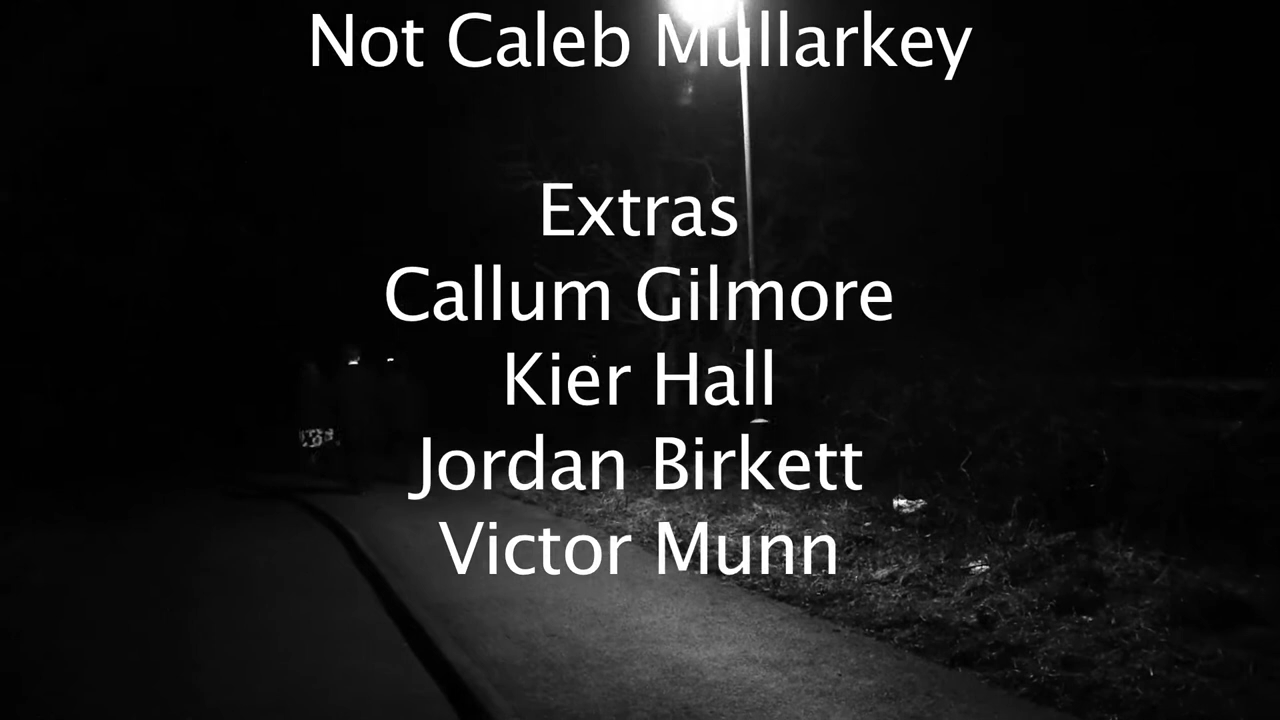 Not Caleb Mullarkey
Extras
Callum Gilmore
Kier Hall
Jordan Birkett
Victor Munn